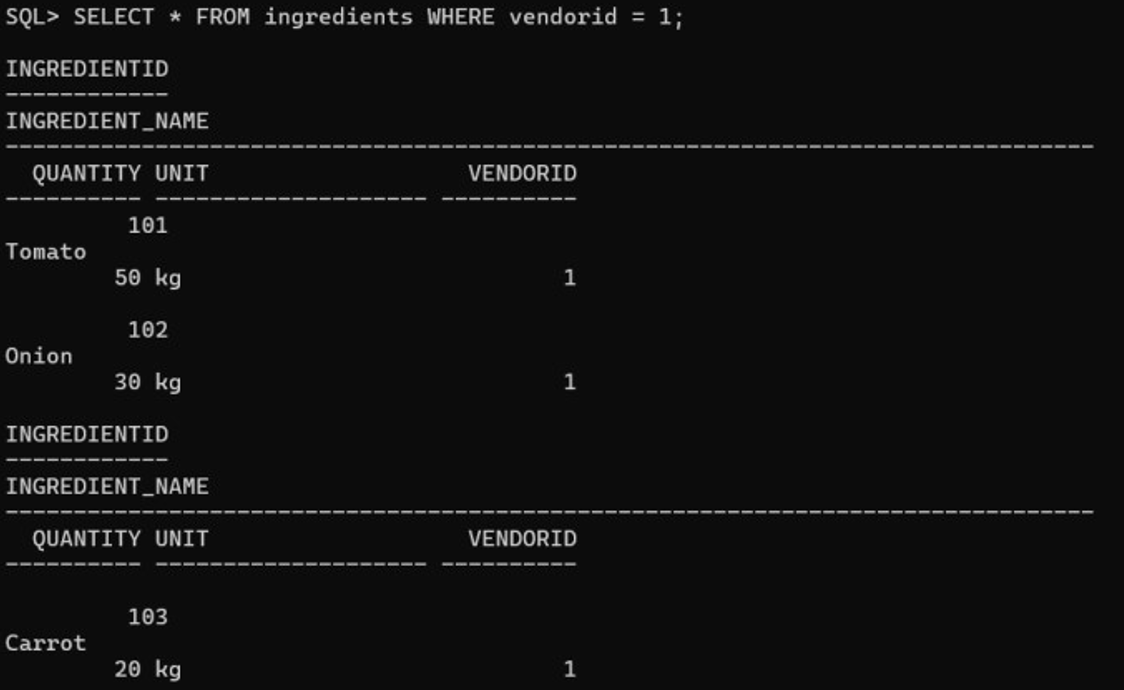 SQL> SELECT * FROM ingredients WHERE vendorid = 1;
INGREDIENTID
------------
INGREDIENT_NAME
--------------------------------------------------------------------------------
  QUANTITY UNIT                   VENDORID
---------- -------------------- ----------
         101
Tomato
        50 kg                            1
         102
Onion
        30 kg                            1
INGREDIENTID
------------
INGREDIENT_NAME
--------------------------------------------------------------------------------
  QUANTITY UNIT                   VENDORID
---------- -------------------- ----------
         103
Carrot
        20 kg                            1